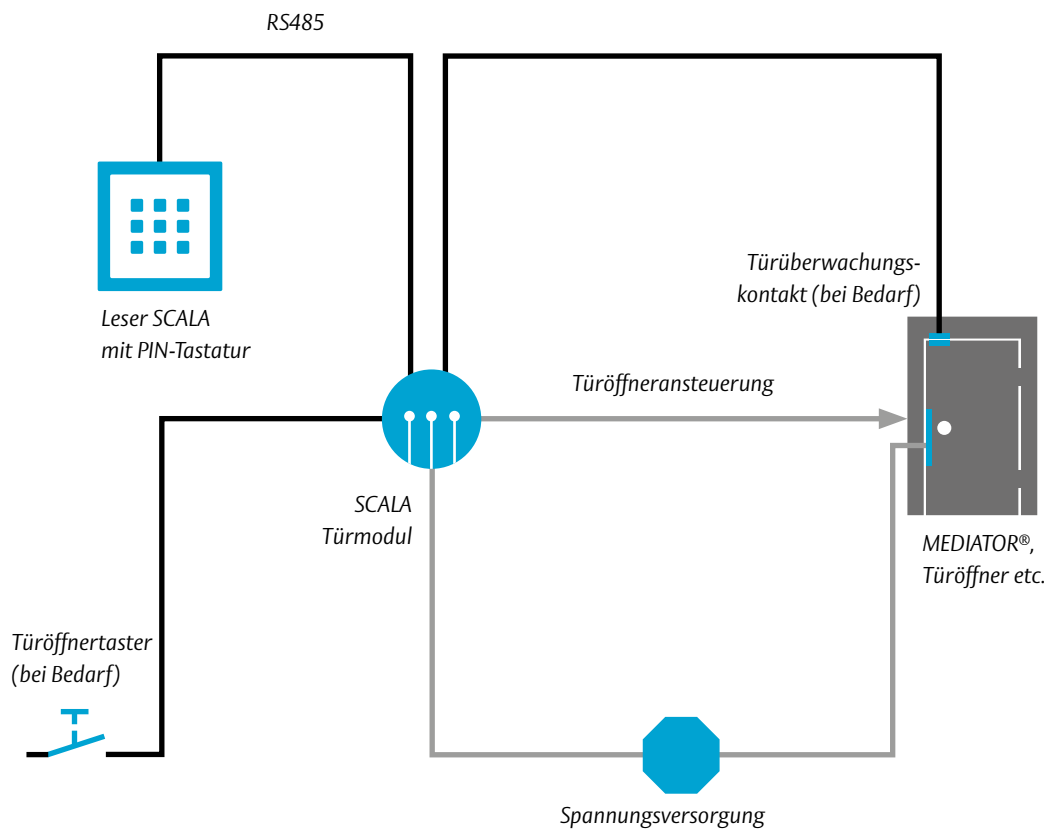 RS485
Leser SCALA
mit PIN-Tastatur
Türüberwachungs-
kontakt (bei Bedarf)
Türöffneransteuerung
SCALA
Türmodul
MEDIATOR®,
Türöffner etc.
Türöffnertaster
(bei Bedarf)
Spannungsversorgung